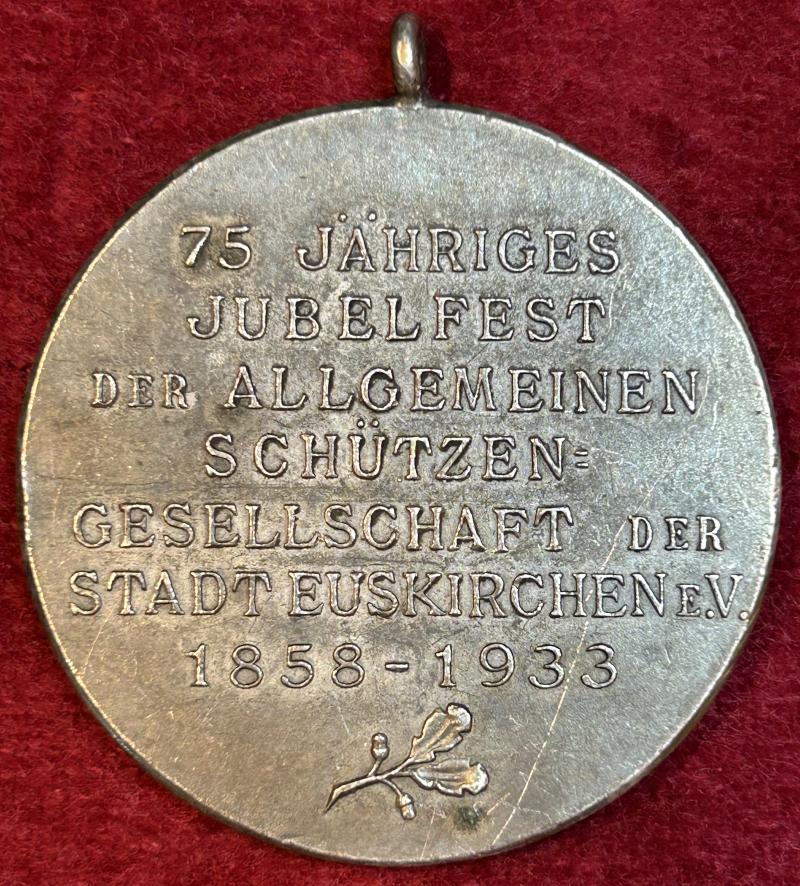 75 JÄHRIGES
JUBELFEST
DER ALLGEMEINEN
SCHÜTZEN=
GESELLSCHAFT DER
STADT EUSKIRCHEN E.V.
1858-1933